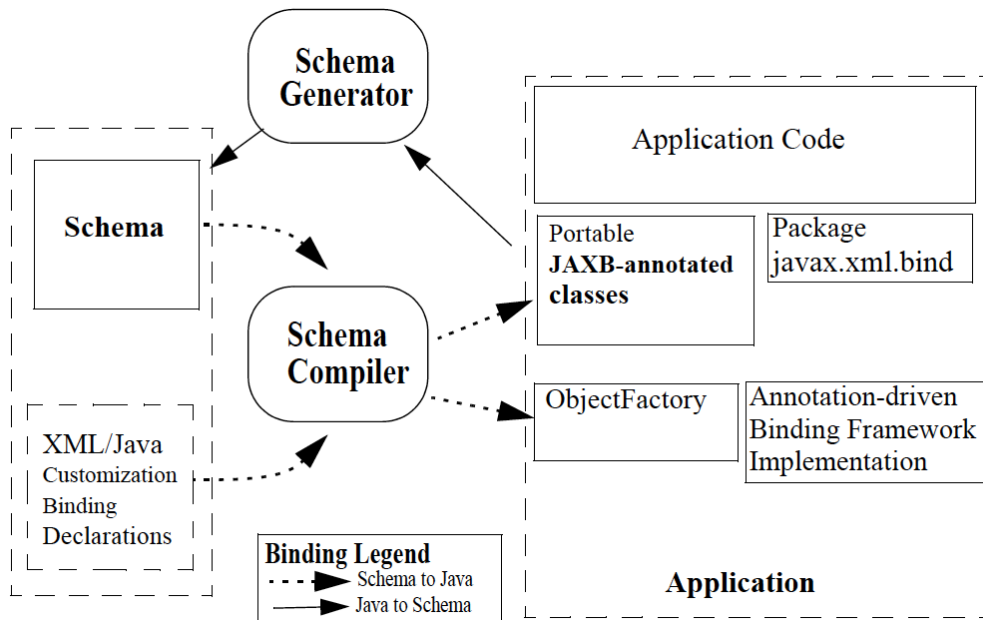 Schema
Generator
Application Code
Schema
Portable
JAXB-annotated
classes
Package
javax.xml.bind
Schema
Compiler
ObjectFactory
Annotation-driven
Binding Framework
Implementation
XML/Java
Customization
Binding
Declarations
Binding Legend
Schema to Java
Java to Schema
Application